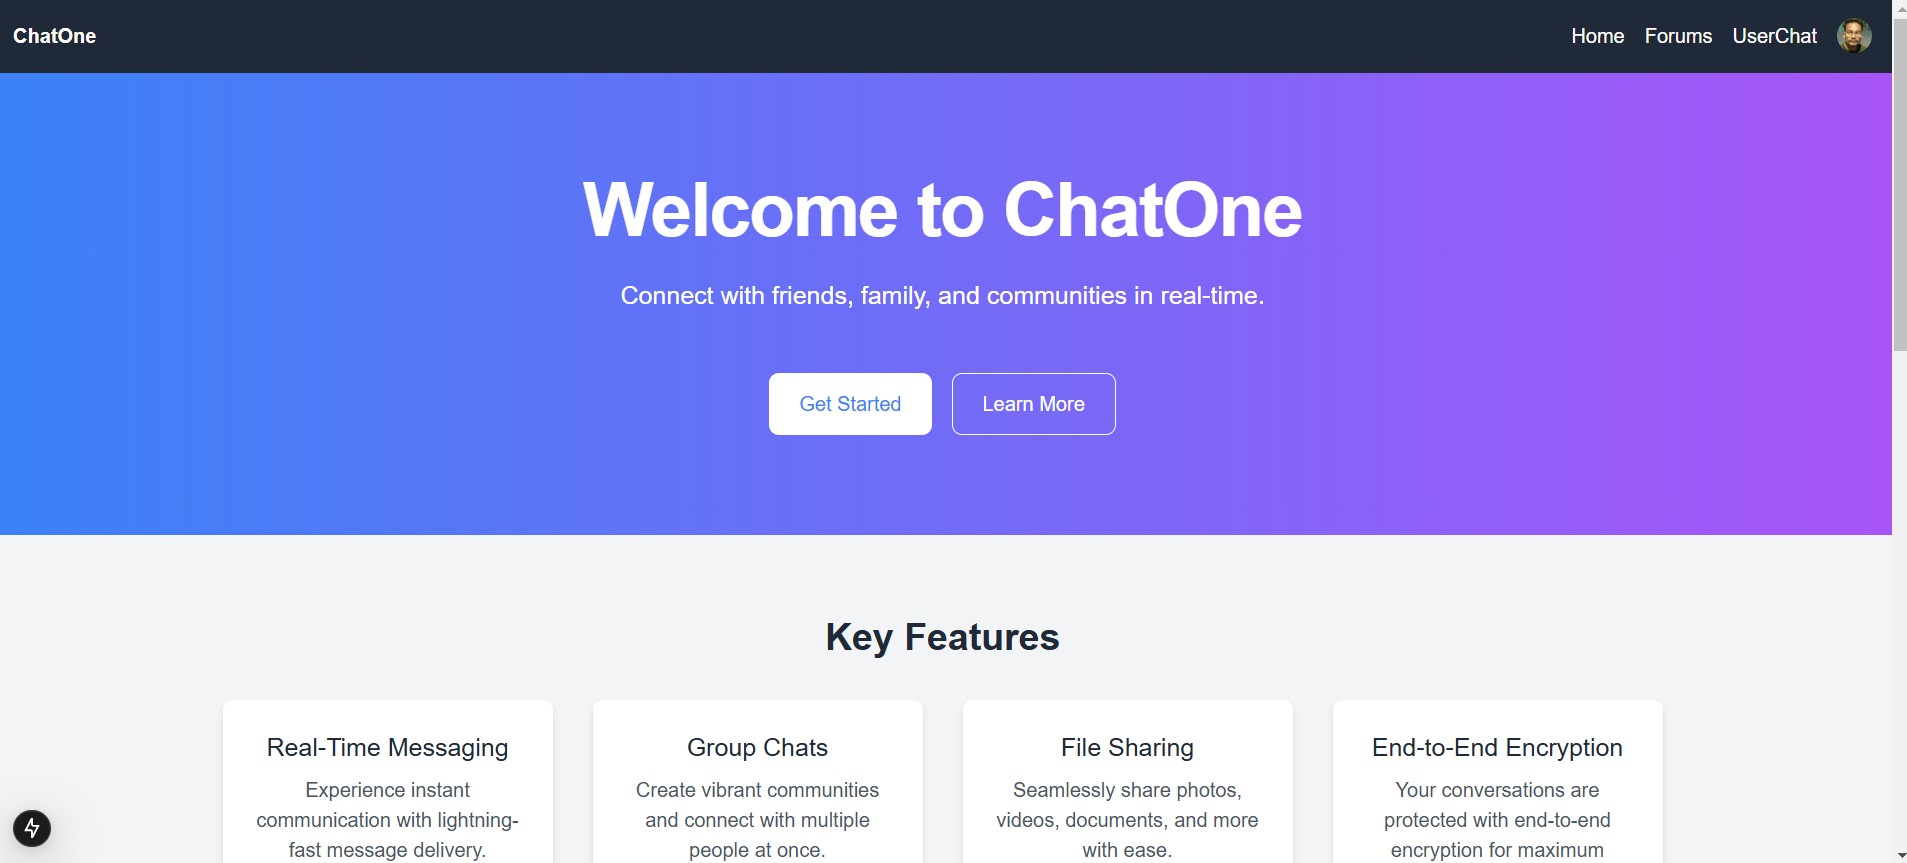 ChatOne
Home Forums UserChat
Welcome to ChatOne
Connect with friends, family, and communities in real-time.
Get Started Learn More
Key Features
Real-Time Messaging
Experience instant
communication with lightning-
fast message delivery.
Group Chats
Create vibrant communities
and connect with multiple
people at once.
File Sharing
Seamlessly share photos,
videos, documents, and more
with ease.
End-to-End Encryption
Your conversations are
protected with end-to-end
encryption for maximum